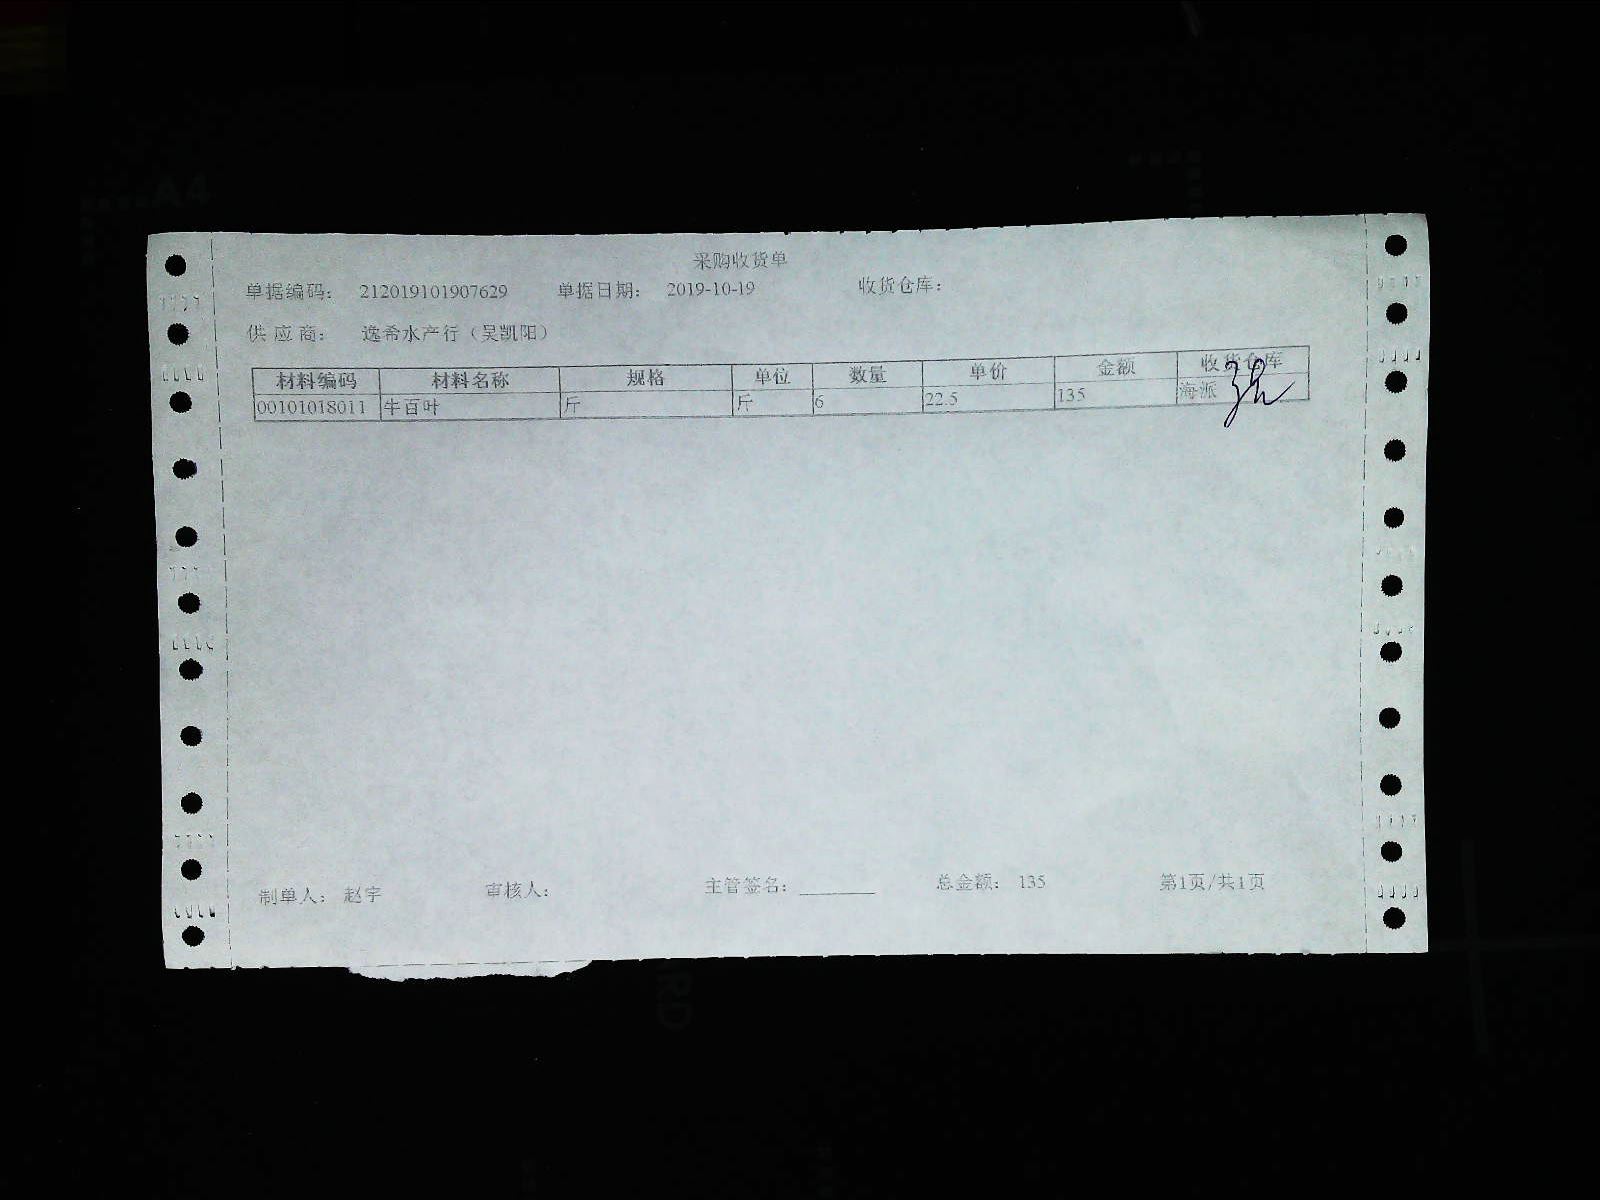 采购收货单
单据编码： 212019101907629 单据日期： 2019-10-19 收货仓库：
供 应 商： 逸希水产行（吴凯阳）
材料编码 材料名称 规格 单位 数量 单价 金额 收货仓库
00101018011 牛百叶 斤 斤 6 22.5 135 海派
制单人： 赵宇 审核人： 主管签名：________ 总金额： 135 第1页/共1页
A4
RD